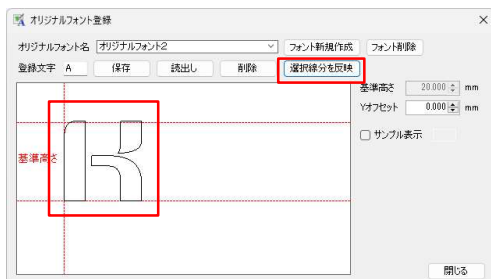 オリジナルフォント登録
オリジナルフォント名 オリジナルフォント2 フォント新規作成 フォント削除
登録文字 A 保存 読出し 削除 選択線分を反映
基準高さ 20.000 mm
Yオフセット 0.000 mm
サンプル表示
基準高さ
閉じる